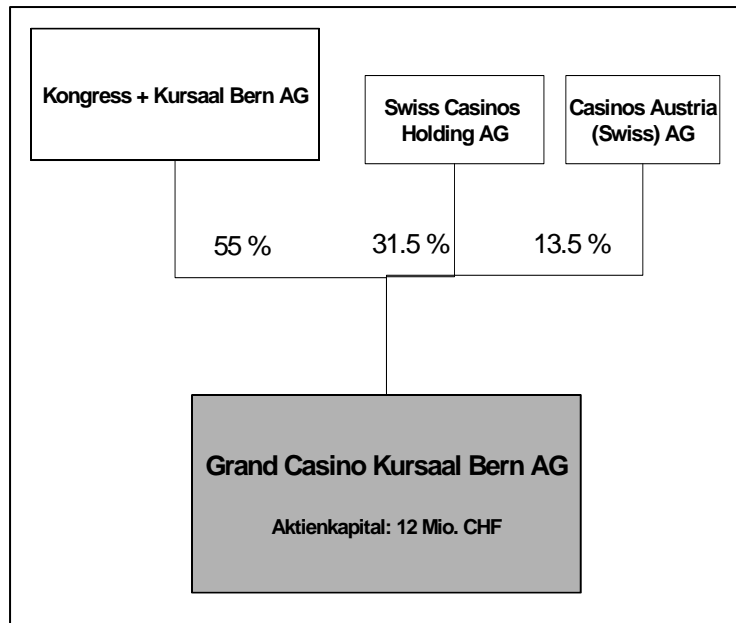 Kongress + Kursaal Bern AG
Swiss Casinos
Holding AG
Casinos Austria
(Swiss) AG
55 %
31.5 %
13.5 %
Grand Casino Kursaal Bern AG
Aktienkapital: 12 Mio. CHF